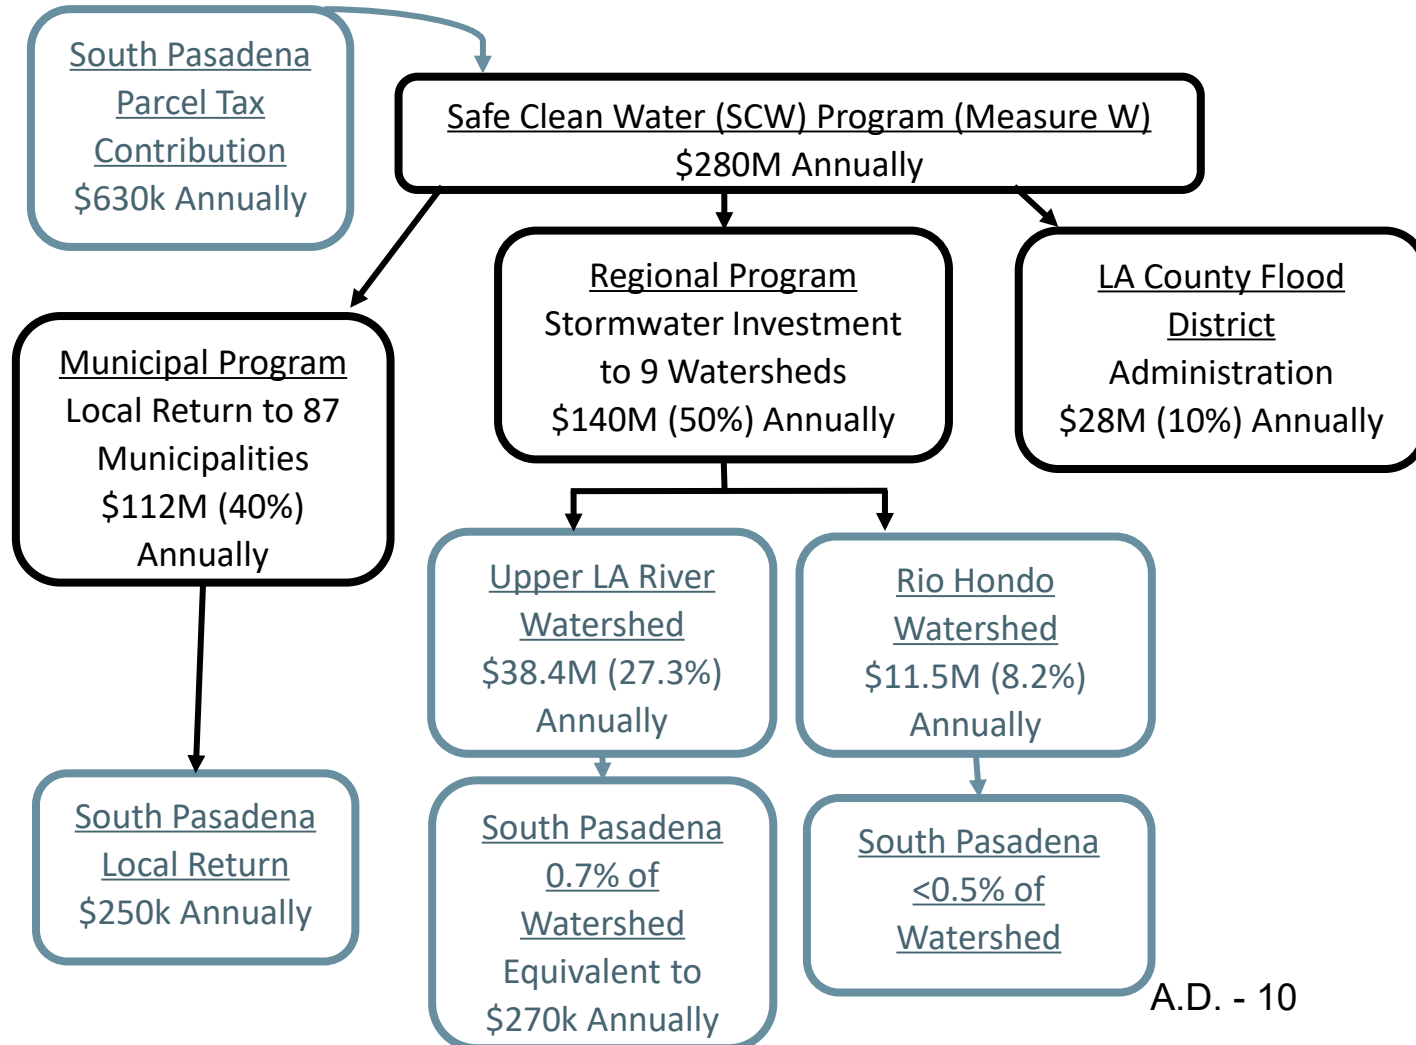 South Pasadena
Parcel Tax
Contribution
$630k Annually
Safe Clean Water (SCW) Program (Measure W)
$280M Annually
Municipal Program
Local Return to 87
Municipalities
$112M (40%)
Annually
Regional Program
Stormwater Investment
to 9 Watersheds
$140M (50%) Annually
LA County Flood
District
Administration
$28M (10%) Annually
Upper LA River
Watershed
$38.4M (27.3%)
Annually
Rio Hondo
Watershed
$11.5M (8.2%)
Annually
South Pasadena
Local Return
$250k Annually
South Pasadena
0.7% of
Watershed
Equivalent to
$270k Annually
South Pasadena
<0.5% of
Watershed
A.D. - 10